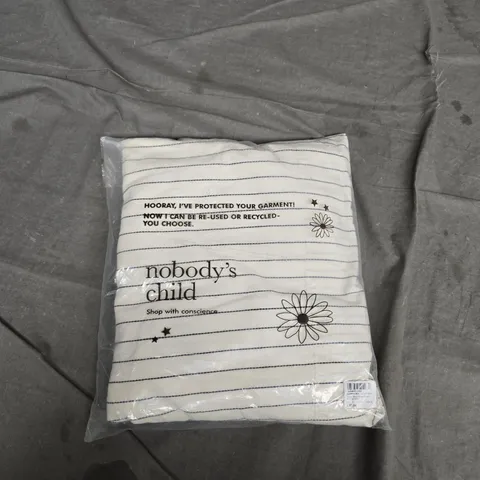 HOORAY, I'VE PROTECTED YOUR GARMENT!
NOW I CAN BE RE-USED OR RECYCLED-
YOU CHOOSE.
nobody's
child
Shop with conscience